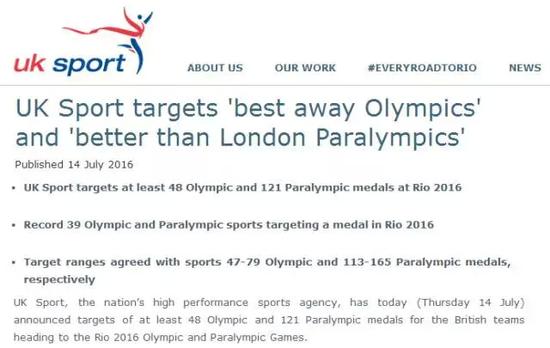 uk sport
ABOUT US OUR WORK #EVERYROADTORIO NEWS
UK Sport targets 'best away Olympics'
and 'better than London Paralympics'
Published 14 July 2016
• UK Sport targets at least 48 Olympic and 121 Paralympic medals at Rio 2016
• Record 39 Olympic and Paralympic sports targeting a medal in Rio 2016
• Target ranges agreed with sports 47-79 Olympic and 113-165 Paralympic medals,
respectively
UK Sport, the nation's high performance sports agency, has today (Thursday 14 July)
announced targets of at least 48 Olympic and 121 Paralympic medals for the British teams
heading to the Rio 2016 Olympic and Paralympic Games.